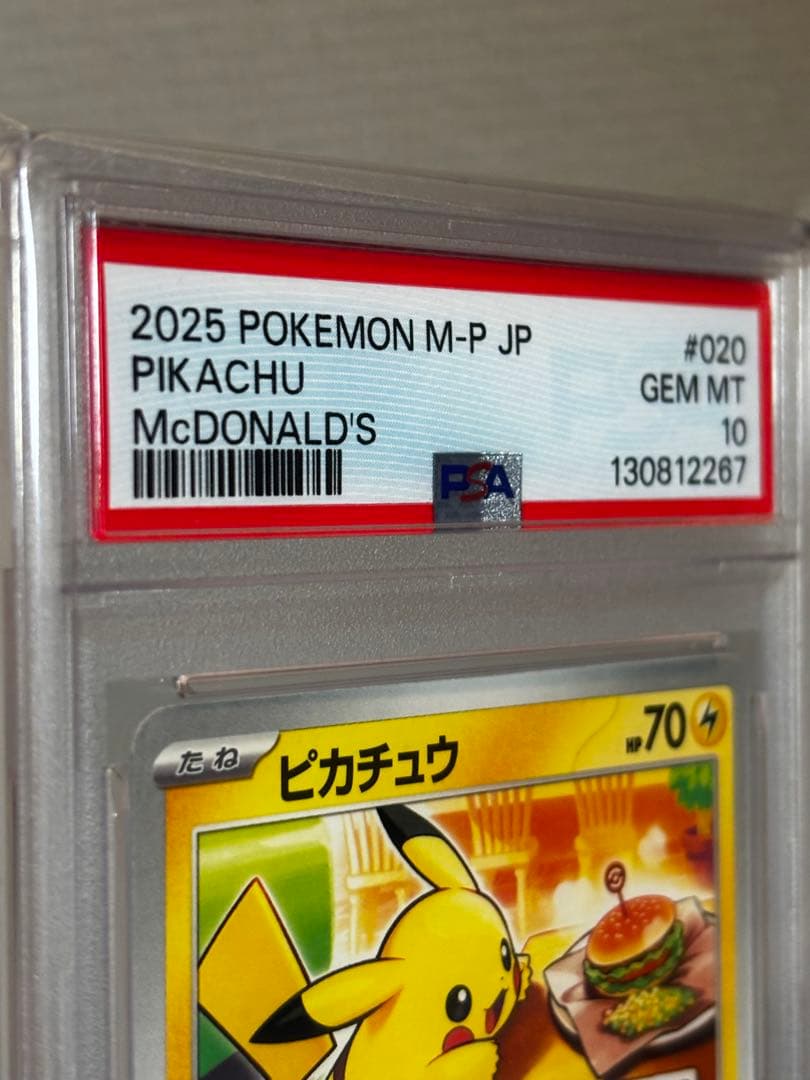 2025 POKEMON M-P JP #020
PIKACHU GEM MT
McDONALD'S 10
PSA 130812267
たね ピカチュウ HP70